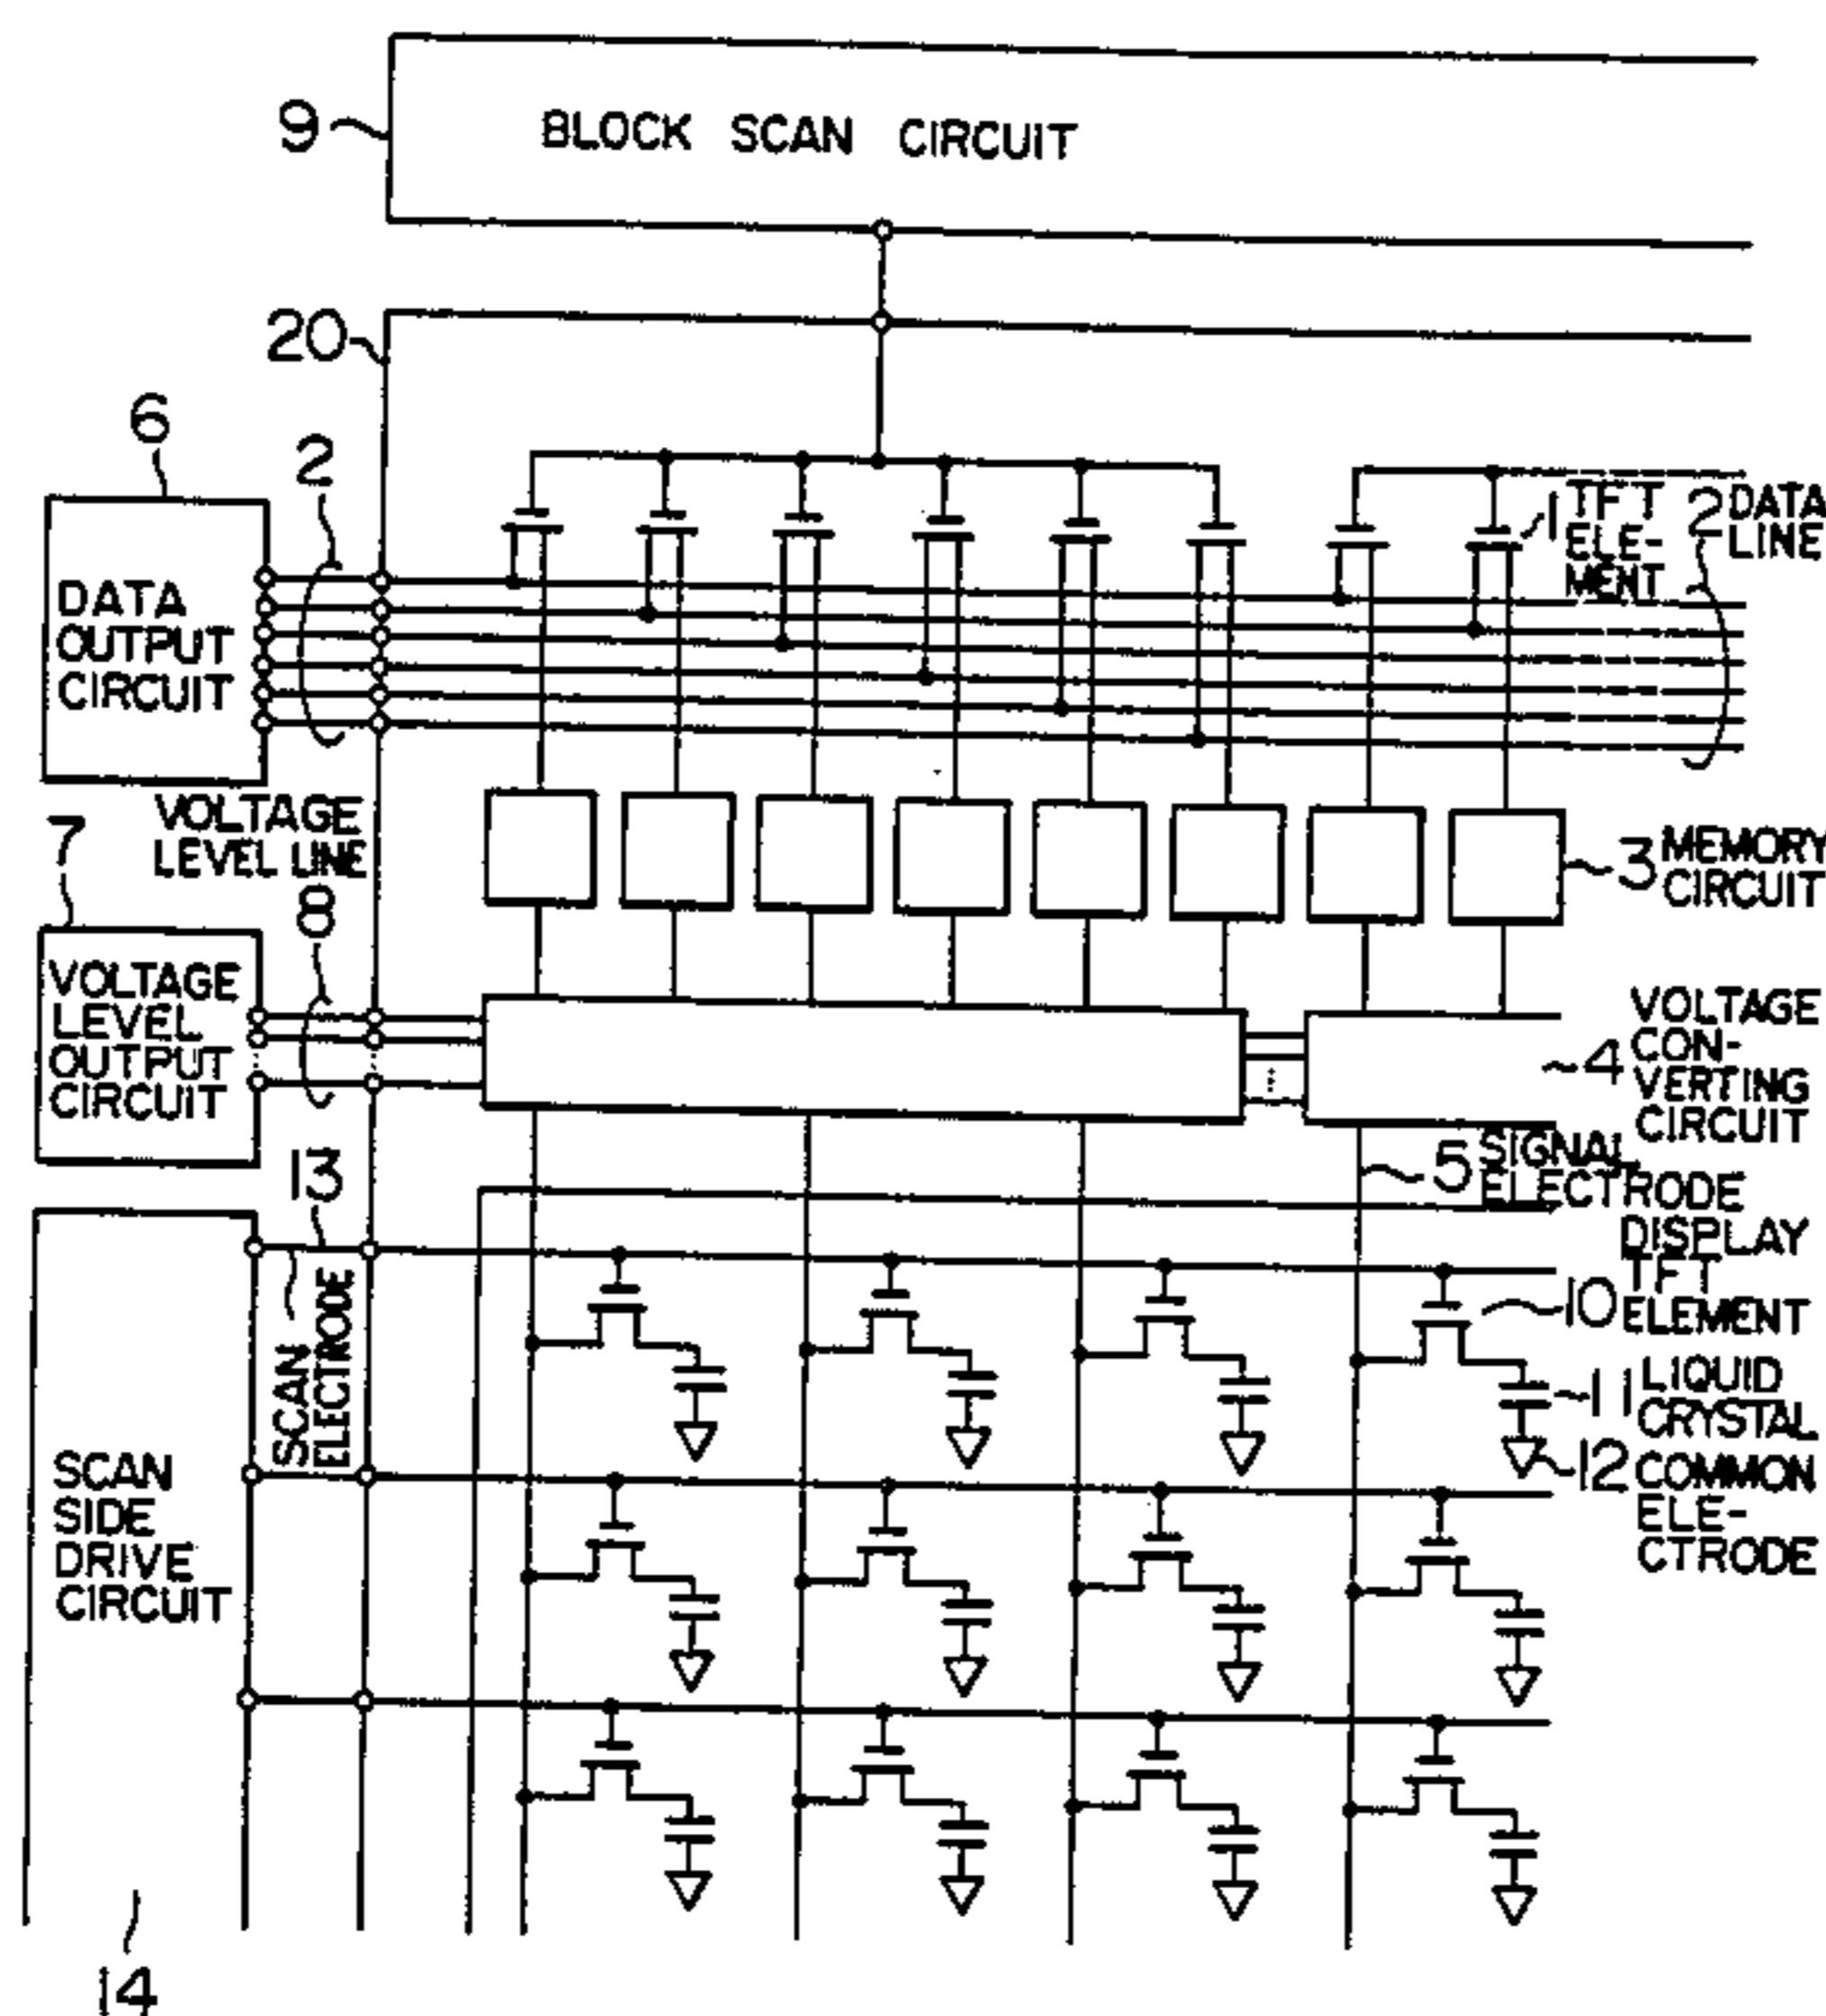 9
BLOCK SCAN CIRCUIT
20
6
2
DATA
OUTPUT
CIRCUIT
1 TFT
ELE-
MENT
2 DATA
LINE
VOLTAGE
LEVEL LINE
3 MEMORY
CIRCUIT
7
8
VOLTAGE
LEVEL
OUTPUT
CIRCUIT
4 VOLTAGE
CON-
VERTING
CIRCUIT
5 SIGNAL
ELECTRODE
13
SCAN
ELECTRODE
DISPLAY
10 TFT
ELEMENT
11 LIQUID
CRYSTAL
12 COMMON
ELE-
CTRODE
SCAN
SIDE
DRIVE
CIRCUIT
14